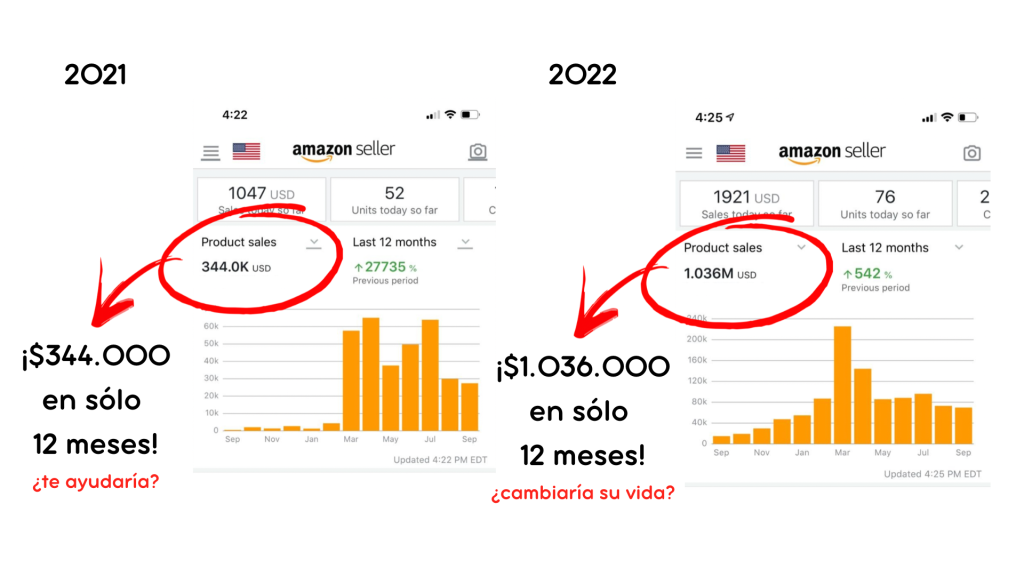 2021
4:22
amazon seller
1047 USD
Sales today so far
52
Units today so far
Product sales
344.0K USD
Last 12 months
↑ 27735 %
Previous period
60k
50k
40k
30k
20k
10k
0
Sep Nov Jan Mar May Jul Sep
Updated 4:22 PM EDT
¡$344.000
en sólo
12 meses!
¿te ayudaría?
2022
4:25
amazon seller
1921 USD
Sales today so far
76
Units today so far
2
C
Product sales
1.036M USD
Last 12 months
↑ 542 %
Previous period
240k
200k
160k
120k
80k
40k
0
Sep Nov Jan Mar May Jul Sep
Updated 4:25 PM EDT
¡$1.036.000
en sólo
12 meses!
¿cambiaría su vida?